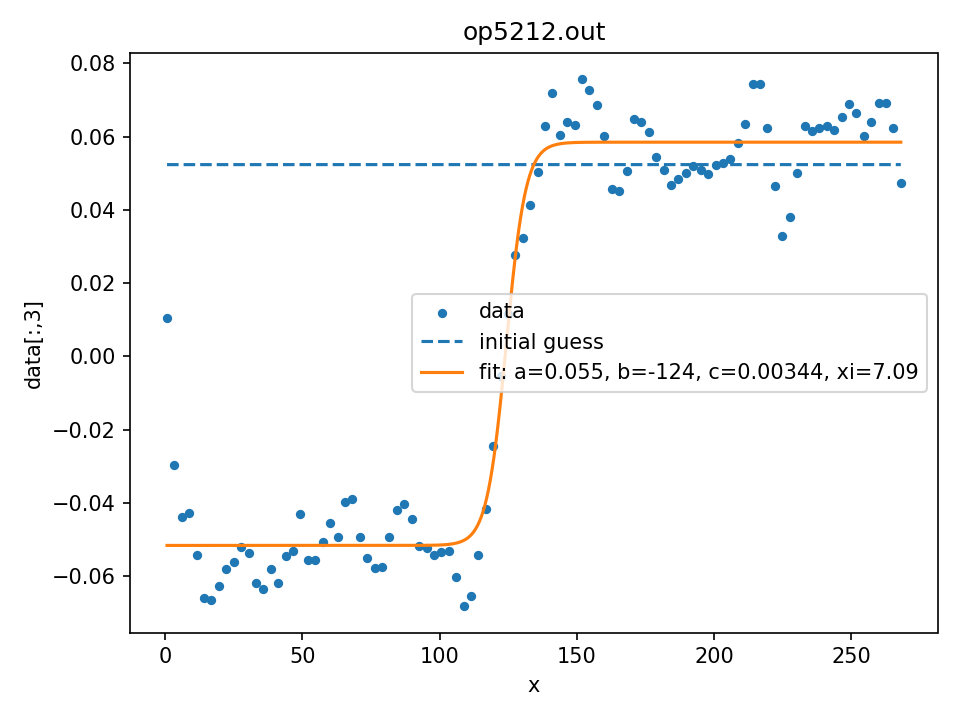 op5212.out
0.08
0.06
0.04
0.02
0.00
−0.02
−0.04
−0.06
data[:,3]
data
initial guess
fit: a=0.055, b=-124, c=0.00344, xi=7.09
0 50 100 150 200 250
x